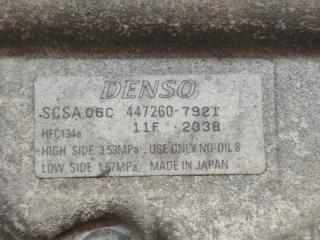 DENSO
SCSA06C 447260-7921
HFC134a 11F 2338
HIGH SIDE 3.53MPa USE ONLY ND-OIL 8
LOW SIDE 1.67MPa MADE IN JAPAN